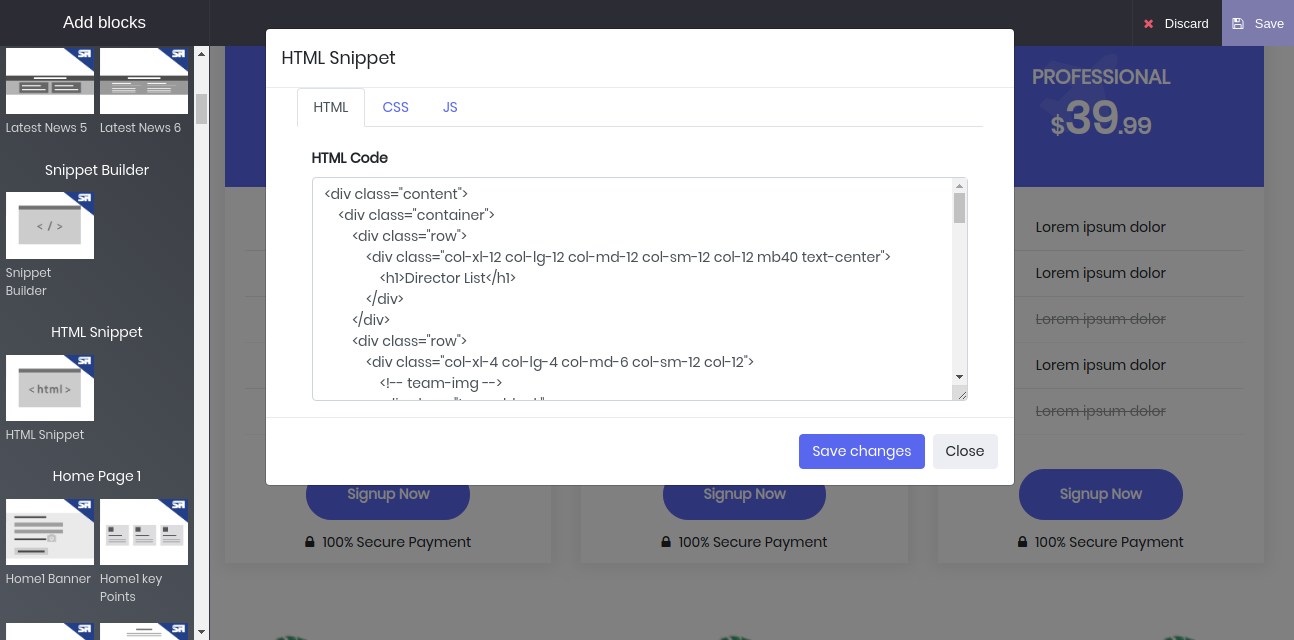 Add blocks
Discard
Save
Latest News 5
Latest News 6
Snippet Builder
</>
Snippet
Builder
HTML Snippet
<html>
HTML Snippet
Home Page 1
Home1 Banner
Home1 key
Points
HTML Snippet
HTML
CSS
JS
HTML Code
<div class="content">
<div class="container">
<div class="row">
<div class="col-xl-12 col-lg-12 col-md-12 col-sm-12 col-12 mb40 text-center">
<h1>Director List</h1>
</div>
</div>
<div class="row">
<div class="col-xl-4 col-lg-4 col-md-6 col-sm-12 col-12">
<!-- team-img -->
Save changes
Close
PROFESSIONAL
$39.99
Lorem ipsum dolor
Lorem ipsum dolor
Lorem ipsum dolor
Lorem ipsum dolor
Lorem ipsum dolor
Signup Now
Signup Now
Signup Now
100% Secure Payment
100% Secure Payment
100% Secure Payment